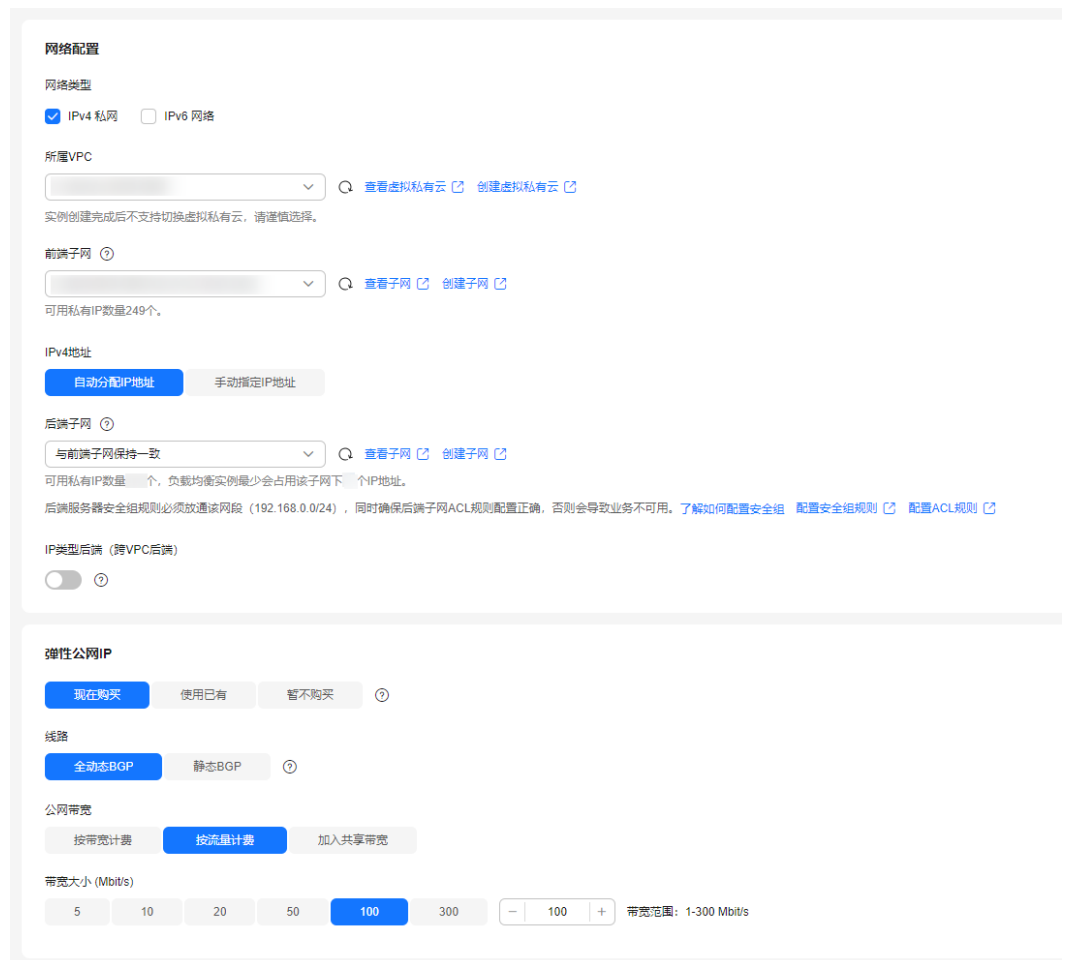 网络配置
网络类型
IPv4 私网 IPv6 网络
所属VPC
查看虚拟私有云 创建虚拟私有云
实例创建完成后不支持切换虚拟私有云，请谨慎选择。
前端子网 ?
查看子网 创建子网
可用私有IP数量249个。
IPv4地址
自动分配IP地址 手动指定IP地址
后端子网 ?
与前端子网保持一致 查看子网 创建子网
可用私有IP数量 个，负载均衡实例最少会占用该子网下 个IP地址。
后端服务器安全组规则必须放通该网段（192.168.0.0/24），同时确保后端子网ACL规则配置正确，否则会导致业务不可用。了解如何配置安全组 配置安全组规则 配置ACL规则
IP类型后端（跨VPC后端）
?
弹性公网IP
现在购买 使用已有 暂不购买 ?
线路
全动态BGP 静态BGP ?
公网带宽
按带宽计费 按流量计费 加入共享带宽
带宽大小 (Mbit/s)
5 10 20 50 100 300 − 100 + 带宽范围：1-300 Mbit/s